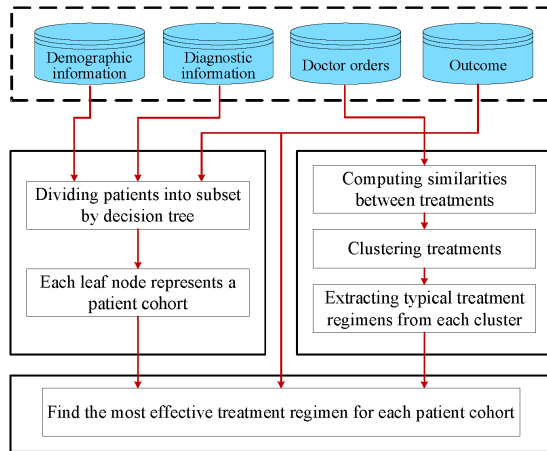 Demographic
information
Diagnostic
information
Doctor orders
Outcome
Dividing patients into subset
by decision tree
Each leaf node represents a
patient cohort
Computing similarities
between treatments
Clustering treatments
Extracting typical treatment
regimens from each cluster
Find the most effective treatment regimen for each patient cohort